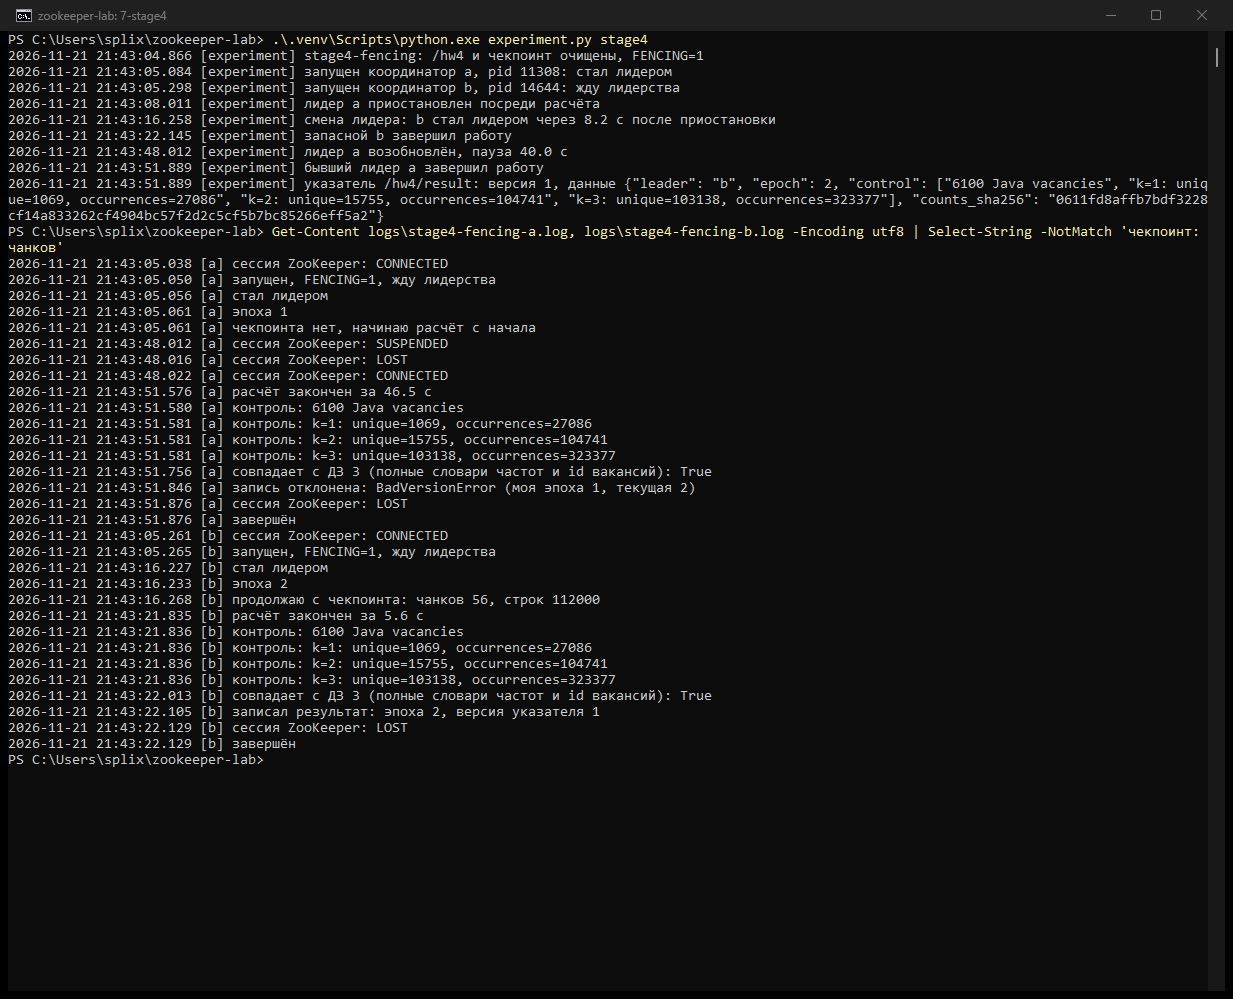 zookeeper-lab: 7-stage4
PS C:\Users\splix\zookeeper-lab> .\.venv\Scripts\python.exe experiment.py stage4
2026-11-21 21:43:04.866 [experiment] stage4-fencing: /hw4 и чекпоинт очищены, FENCING=1
2026-11-21 21:43:05.084 [experiment] запущен координатор a, pid 11308: стал лидером
2026-11-21 21:43:05.298 [experiment] запущен координатор b, pid 14644: жду лидерства
2026-11-21 21:43:08.011 [experiment] лидер a приостановлен посреди расчёта
2026-11-21 21:43:16.258 [experiment] смена лидера: b стал лидером через 8.2 с после приостановки
2026-11-21 21:43:22.145 [experiment] запасной b завершил работу
2026-11-21 21:43:48.012 [experiment] лидер a возобновлён, пауза 40.0 с
2026-11-21 21:43:51.889 [experiment] бывший лидер a завершил работу
2026-11-21 21:43:51.889 [experiment] указатель /hw4/result: версия 1, данные {"leader": "b", "epoch": 2, "control": ["6100 Java vacancies", "k=1: uniq
ue=1069, occurrences=27086", "k=2: unique=15755, occurrences=104741", "k=3: unique=103138, occurrences=323377"], "counts_sha256": "0611fd8affb7bdf3228
cf14a833262cf4904bc57f2d2c5cf5b7bc85266eff5a2"}
PS C:\Users\splix\zookeeper-lab> Get-Content logs\stage4-fencing-a.log, logs\stage4-fencing-b.log -Encoding utf8 | Select-String -NotMatch 'чекпоинт:
чанков'
2026-11-21 21:43:05.038 [a] сессия ZooKeeper: CONNECTED
2026-11-21 21:43:05.050 [a] запущен, FENCING=1, жду лидерства
2026-11-21 21:43:05.056 [a] стал лидером
2026-11-21 21:43:05.061 [a] эпоха 1
2026-11-21 21:43:05.061 [a] чекпоинта нет, начинаю расчёт с начала
2026-11-21 21:43:48.012 [a] сессия ZooKeeper: SUSPENDED
2026-11-21 21:43:48.016 [a] сессия ZooKeeper: LOST
2026-11-21 21:43:48.022 [a] сессия ZooKeeper: CONNECTED
2026-11-21 21:43:51.576 [a] расчёт закончен за 46.5 с
2026-11-21 21:43:51.580 [a] контроль: 6100 Java vacancies
2026-11-21 21:43:51.581 [a] контроль: k=1: unique=1069, occurrences=27086
2026-11-21 21:43:51.581 [a] контроль: k=2: unique=15755, occurrences=104741
2026-11-21 21:43:51.581 [a] контроль: k=3: unique=103138, occurrences=323377
2026-11-21 21:43:51.756 [a] совпадает с ДЗ 3 (полные словари частот и id вакансий): True
2026-11-21 21:43:51.846 [a] запись отклонена: BadVersionError (моя эпоха 1, текущая 2)
2026-11-21 21:43:51.876 [a] сессия ZooKeeper: LOST
2026-11-21 21:43:51.876 [a] завершён
2026-11-21 21:43:05.261 [b] сессия ZooKeeper: CONNECTED
2026-11-21 21:43:05.265 [b] запущен, FENCING=1, жду лидерства
2026-11-21 21:43:16.227 [b] стал лидером
2026-11-21 21:43:16.233 [b] эпоха 2
2026-11-21 21:43:16.268 [b] продолжаю с чекпоинта: чанков 56, строк 112000
2026-11-21 21:43:21.835 [b] расчёт закончен за 5.6 с
2026-11-21 21:43:21.836 [b] контроль: 6100 Java vacancies
2026-11-21 21:43:21.836 [b] контроль: k=1: unique=1069, occurrences=27086
2026-11-21 21:43:21.836 [b] контроль: k=2: unique=15755, occurrences=104741
2026-11-21 21:43:21.836 [b] контроль: k=3: unique=103138, occurrences=323377
2026-11-21 21:43:22.013 [b] совпадает с ДЗ 3 (полные словари частот и id вакансий): True
2026-11-21 21:43:22.105 [b] записал результат: эпоха 2, версия указателя 1
2026-11-21 21:43:22.129 [b] сессия ZooKeeper: LOST
2026-11-21 21:43:22.129 [b] завершён
PS C:\Users\splix\zookeeper-lab>